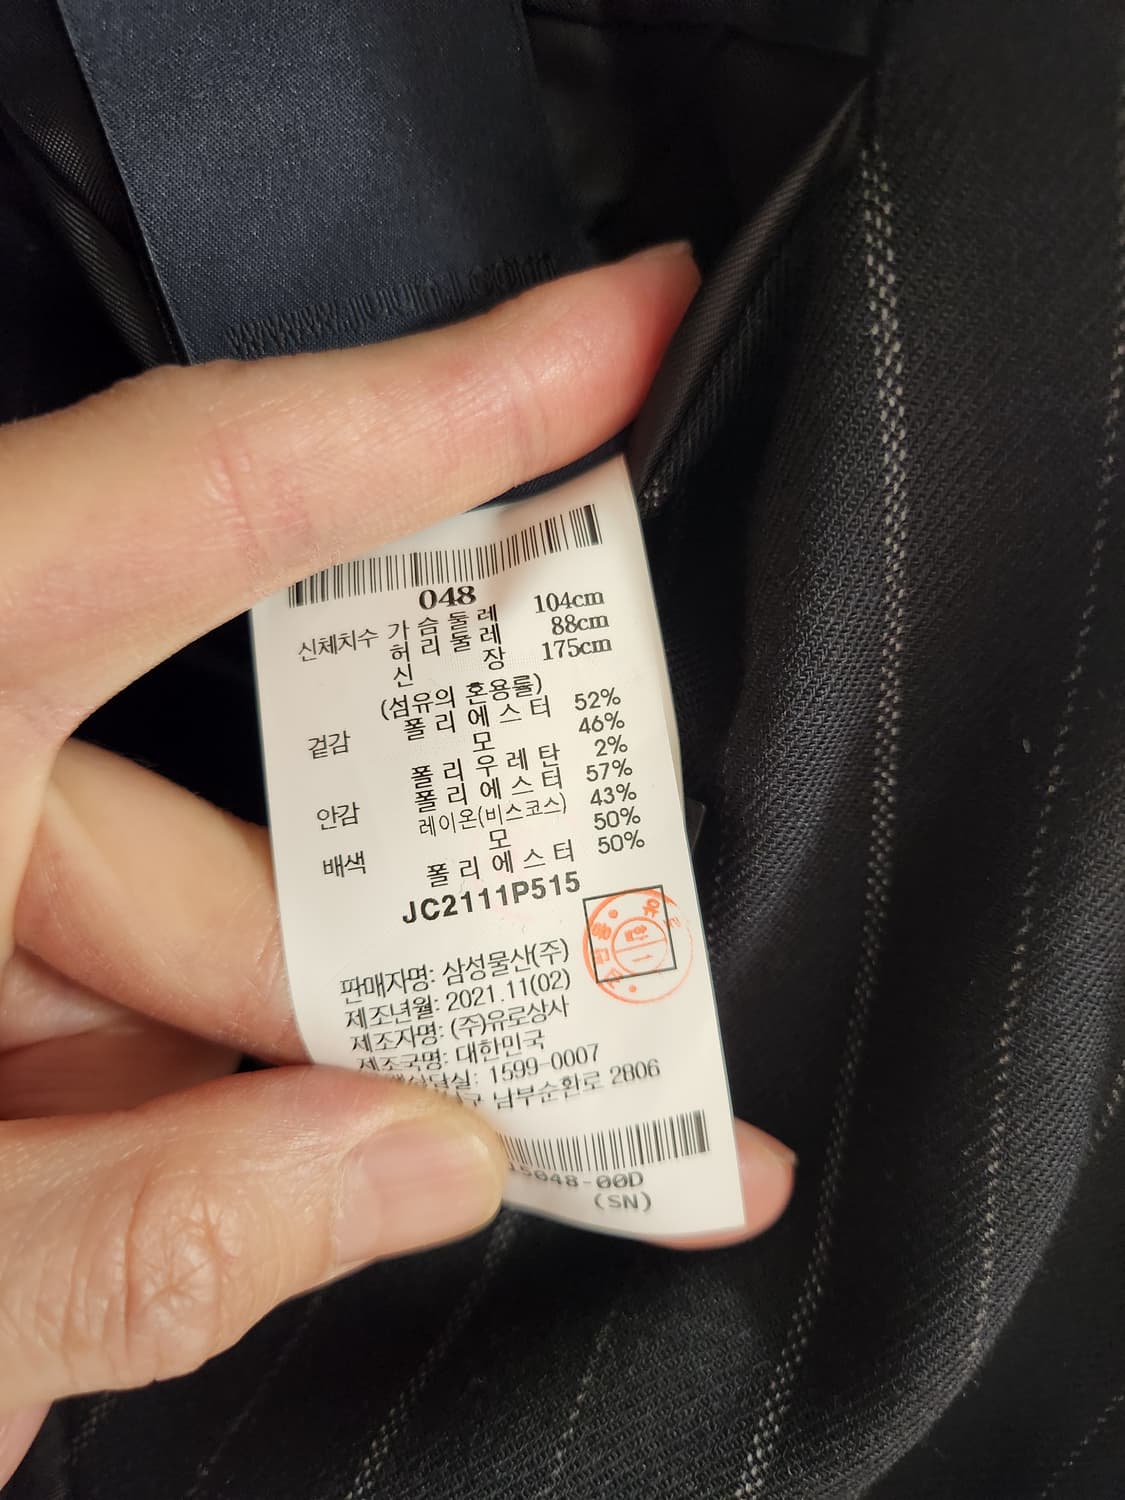 048
신체치수 가슴둘레 104cm
허리둘레 88cm
신장 175cm
(섬유의 혼용률)
겉감 폴리에스터 52%
모 46%
폴리우레탄 2%
안감 폴리에스터 57%
레이온(비스코스) 43%
배색 모 50%
폴리에스터 50%
JC2111P515
판매자명: 삼성물산(주)
제조년월: 2021.11(02)
제조자명: (주)유로상사
제조국명: 대한민국
1599-0007
남부순환로 2806
5048-00D
(SN)